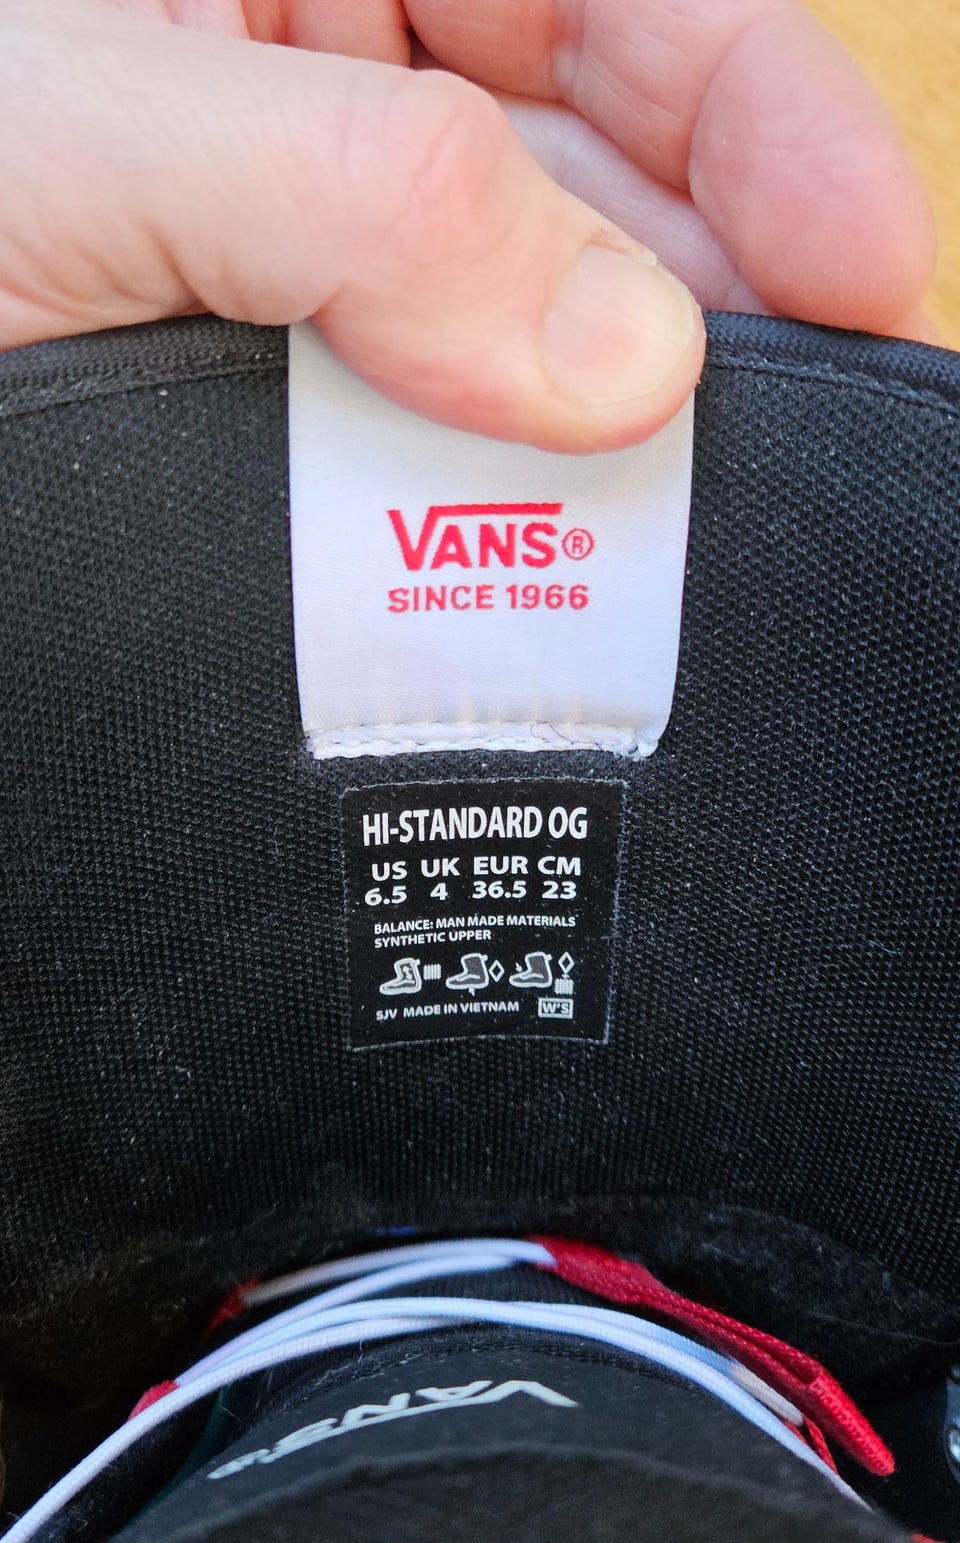 VANS®
SINCE 1966
HI-STANDARD OG
US UK EUR CM
6.5 4 36.5 23
BALANCE: MAN MADE MATERIALS
SYNTHETIC UPPER
SJV MADE IN VIETNAM W'S
VANS